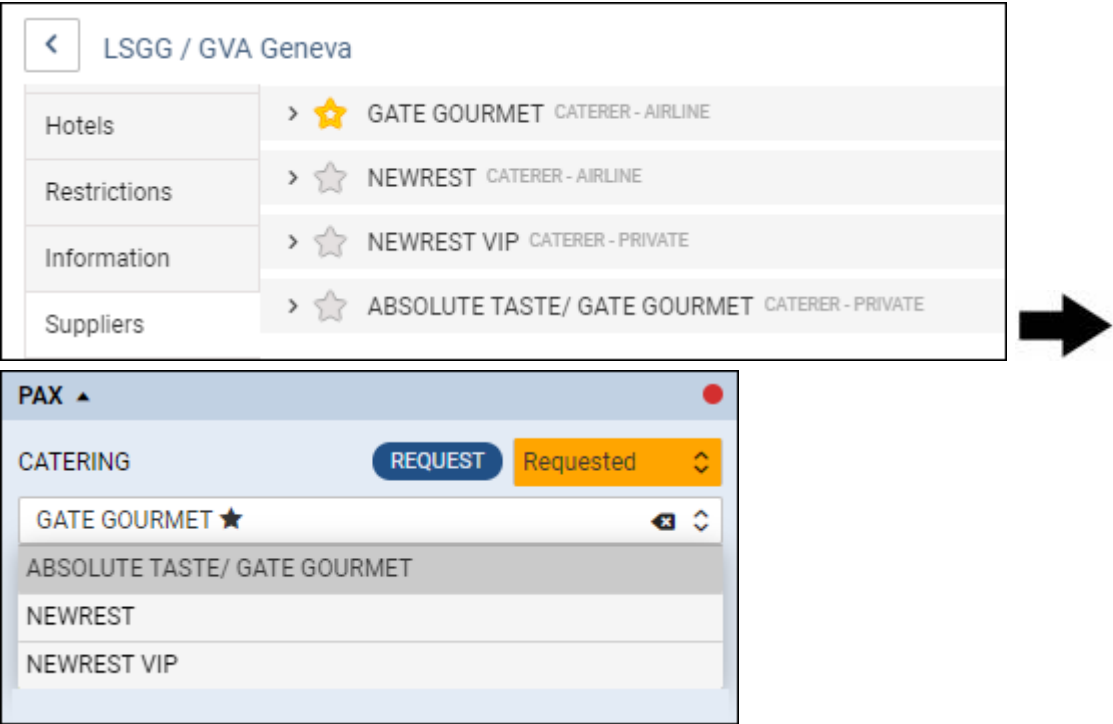 LSGG / GVA Geneva
Hotels
Restrictions
Information
Suppliers
GATE GOURMET CATERER - AIRLINE
NEWREST CATERER - AIRLINE
NEWREST VIP CATERER - PRIVATE
ABSOLUTE TASTE/ GATE GOURMET CATERER - PRIVATE
PAX
CATERING REQUEST Requested
GATE GOURMET
ABSOLUTE TASTE/ GATE GOURMET
NEWREST
NEWREST VIP